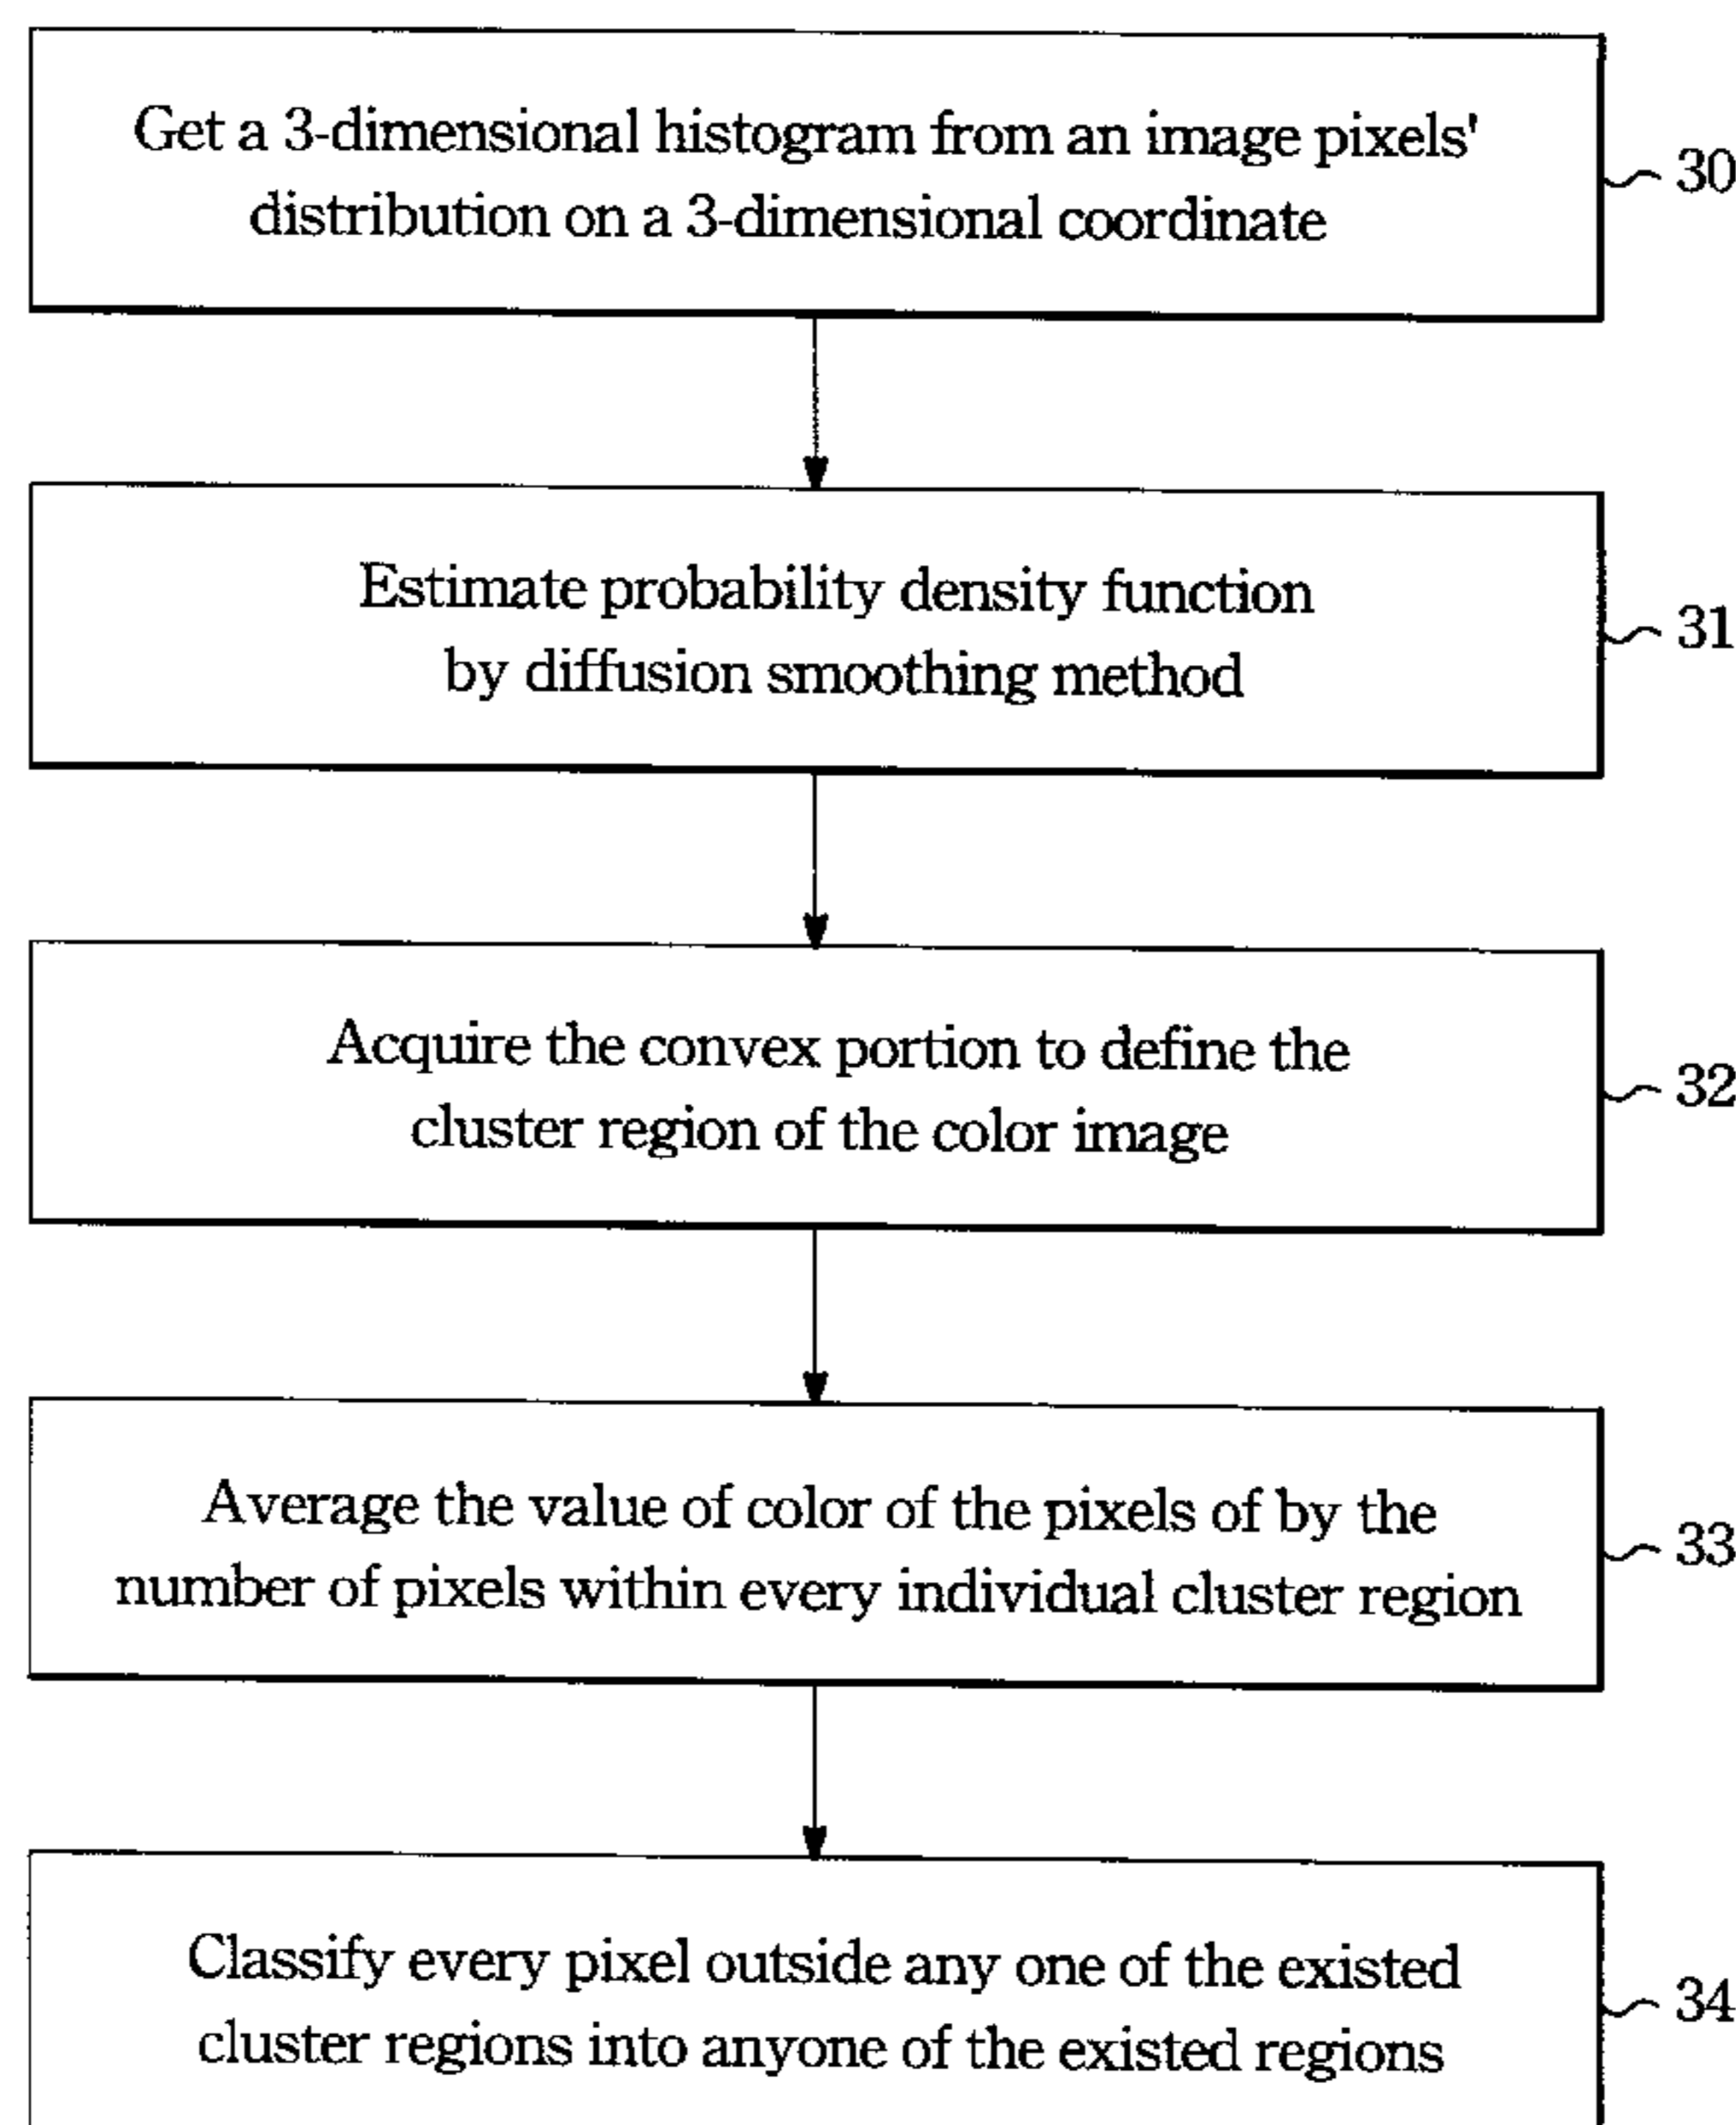 Get a 3-dimensional histogram from an image pixels'
distribution on a 3-dimensional coordinate
30
Estimate probability density function
by diffusion smoothing method
31
Acquire the convex portion to define the
cluster region of the color image
32
Average the value of color of the pixels of by the
number of pixels within every individual cluster region
33
Classify every pixel outside any one of the existed
cluster regions into anyone of the existed regions
34